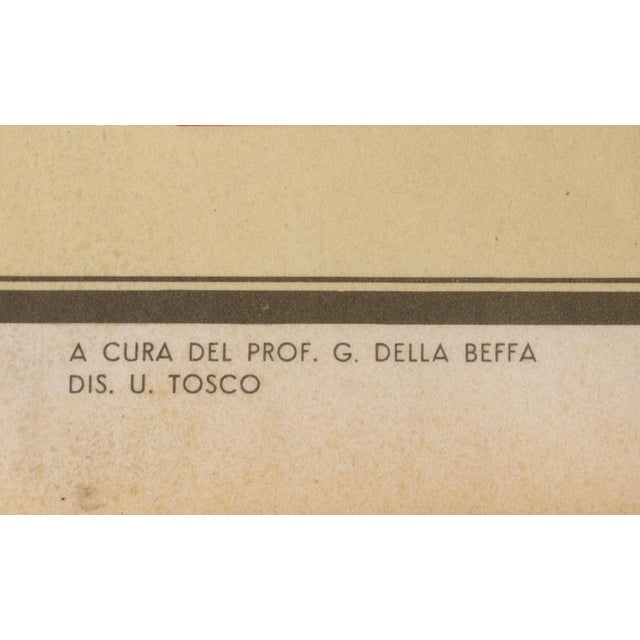 A CURA DEL PROF. G. DELLA BEFFA
DIS. U. TOSCO